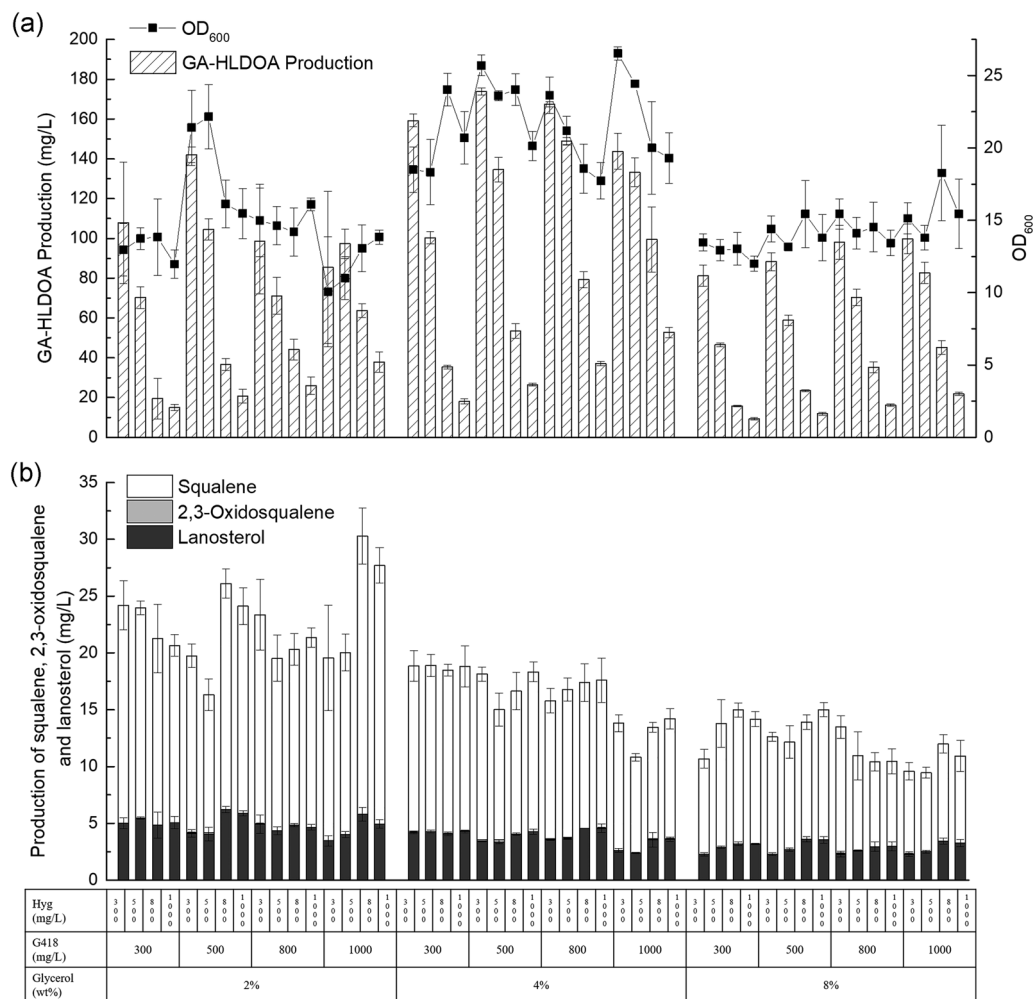 (a)
OD600
GA-HLDOA Production
GA-HLDOA Production (mg/L)
200
180
160
140
120
100
80
60
40
20
0
25
20
15
10
5
0
OD600
(b)
Squalene
2,3-Oxidosqualene
Lanosterol
Production of squalene, 2,3-oxidosqualene
and lanosterol (mg/L)
35
30
25
20
15
10
5
0
Hyg (mg/L) 300 500 800 1000 300 500 800 1000 300 500 800 1000 300 500 800 1000 300 500 800 1000 300 500 800 1000 300 500 800 1000 300 500 800 1000 300 500 800 1000 300 500 800 1000 300 500 800 1000 300 500 800 1000
G418 (mg/L) 300 500 800 1000 300 500 800 1000 300 500 800 1000
Glycerol (wt%) 2% 4% 8%